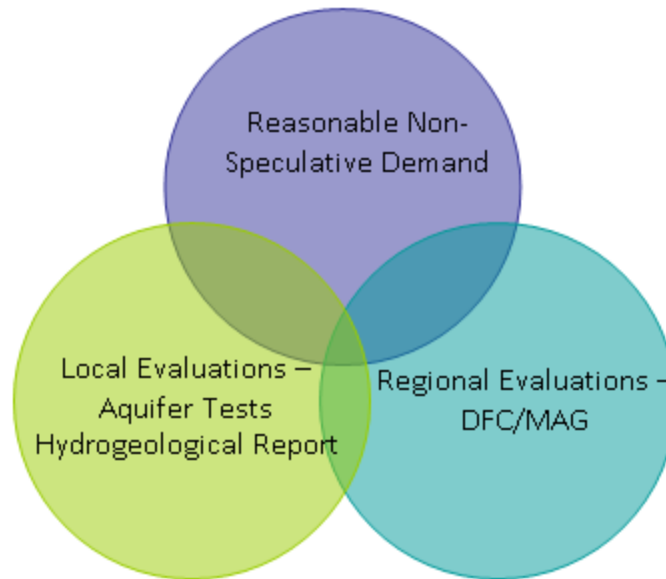 Reasonable Non-
Speculative Demand
Local Evaluations –
Aquifer Tests
Hydrogeological Report
Regional Evaluations –
DFC/MAG